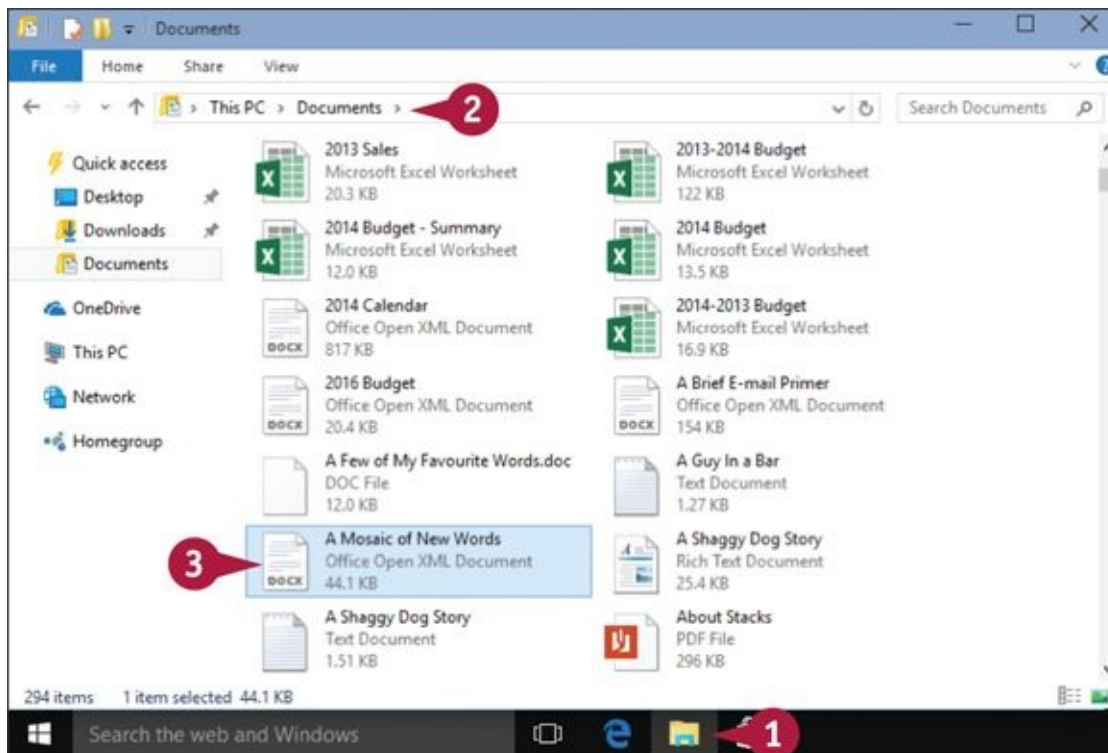 Documents
File Home Share View
This PC > Documents >
2
Search Documents
Quick access
Desktop
Downloads
Documents
OneDrive
This PC
Network
Homegroup
2013 Sales
Microsoft Excel Worksheet
20.3 KB
2013-2014 Budget
Microsoft Excel Worksheet
122 KB
2014 Budget - Summary
Microsoft Excel Worksheet
12.0 KB
2014 Budget
Microsoft Excel Worksheet
13.5 KB
2014 Calendar
Office Open XML Document
817 KB
DOCX
2014-2013 Budget
Microsoft Excel Worksheet
16.9 KB
2016 Budget
Office Open XML Document
20.4 KB
DOCX
A Brief E-mail Primer
Office Open XML Document
154 KB
DOCX
A Few of My Favourite Words.doc
DOC File
12.0 KB
A Guy In a Bar
Text Document
1.27 KB
3
A Mosaic of New Words
Office Open XML Document
44.1 KB
DOCX
A Shaggy Dog Story
Rich Text Document
25.4 KB
A Shaggy Dog Story
Text Document
1.51 KB
About Stacks
PDF File
296 KB
294 items 1 item selected 44.1 KB
Search the web and Windows
1